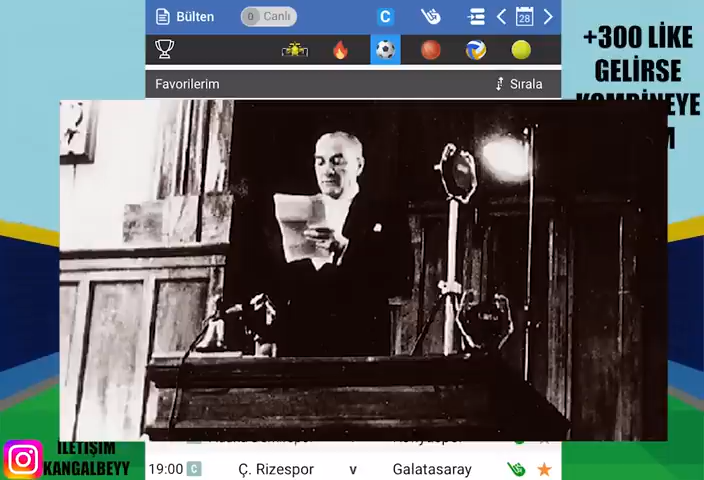 Bülten
0 Canlı
C
28
+300 LİKE
GELİRSE
Favorilerim
Sırala
İLETİŞİM
KANGALBEYY
19:00 C Ç. Rizespor v Galatasaray